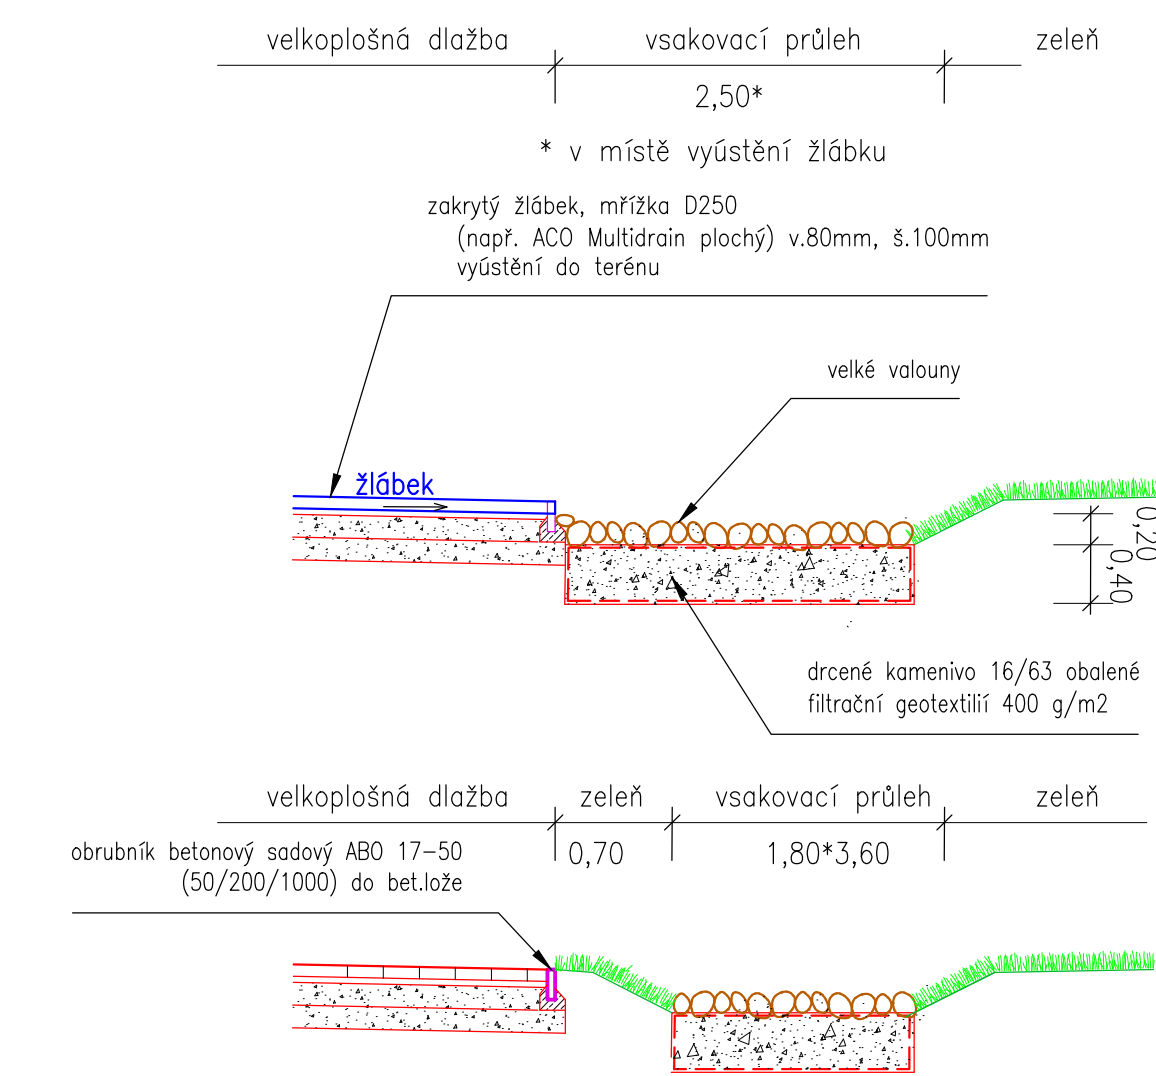 velkoplošná dlažba vsakovací průleh zeleň
2,50*
* v místě vyústění žlábku
zakrytý žlábek, mřížka D250
(např. ACO Multidrain plochý) v.80mm, š.100mm
vyústění do terénu
velké valouny
žlábek
0,20
0,40
drcené kamenivo 16/63 obalené
filtrační geotextilií 400 g/m2
velkoplošná dlažba zeleň vsakovací průleh zeleň
0,70 1,80*3,60
obrubník betonový sadový ABO 17-50
(50/200/1000) do bet.lože